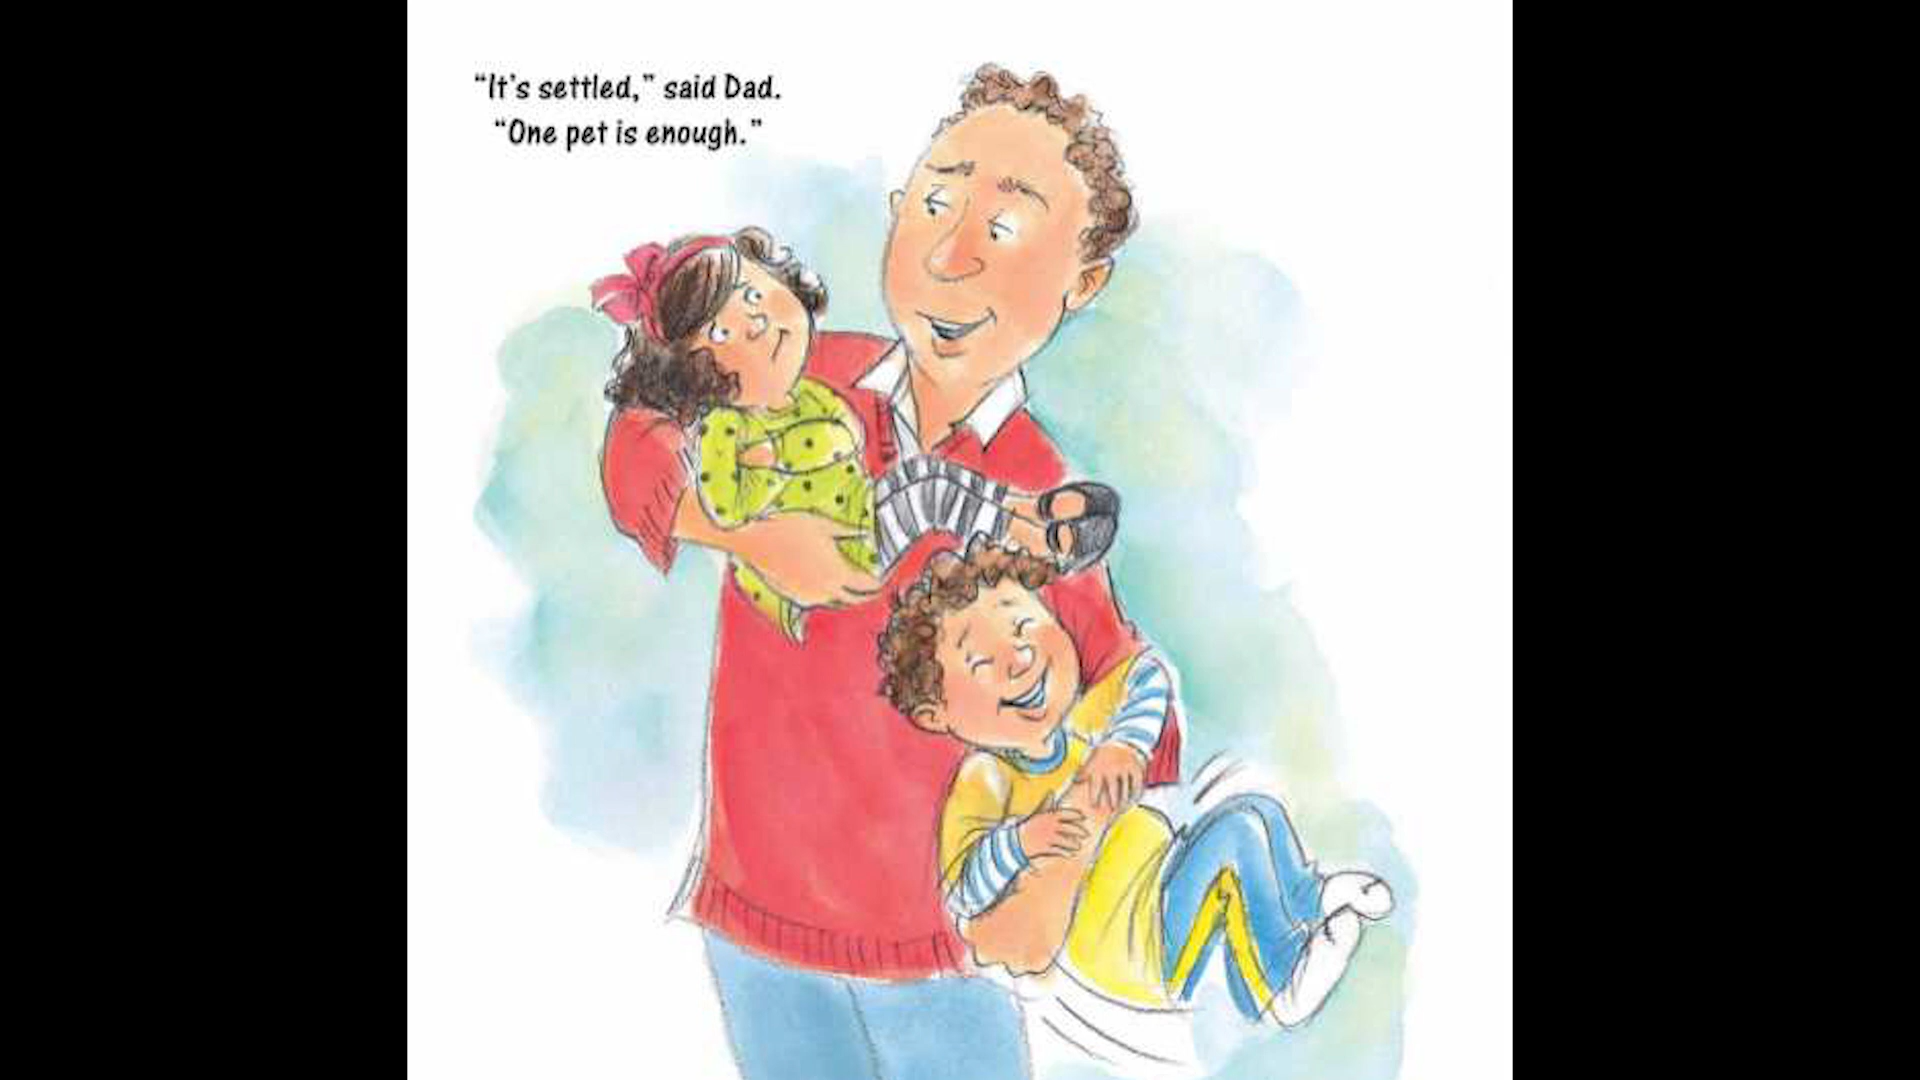 “It’s settled,” said Dad.
“One pet is enough.”